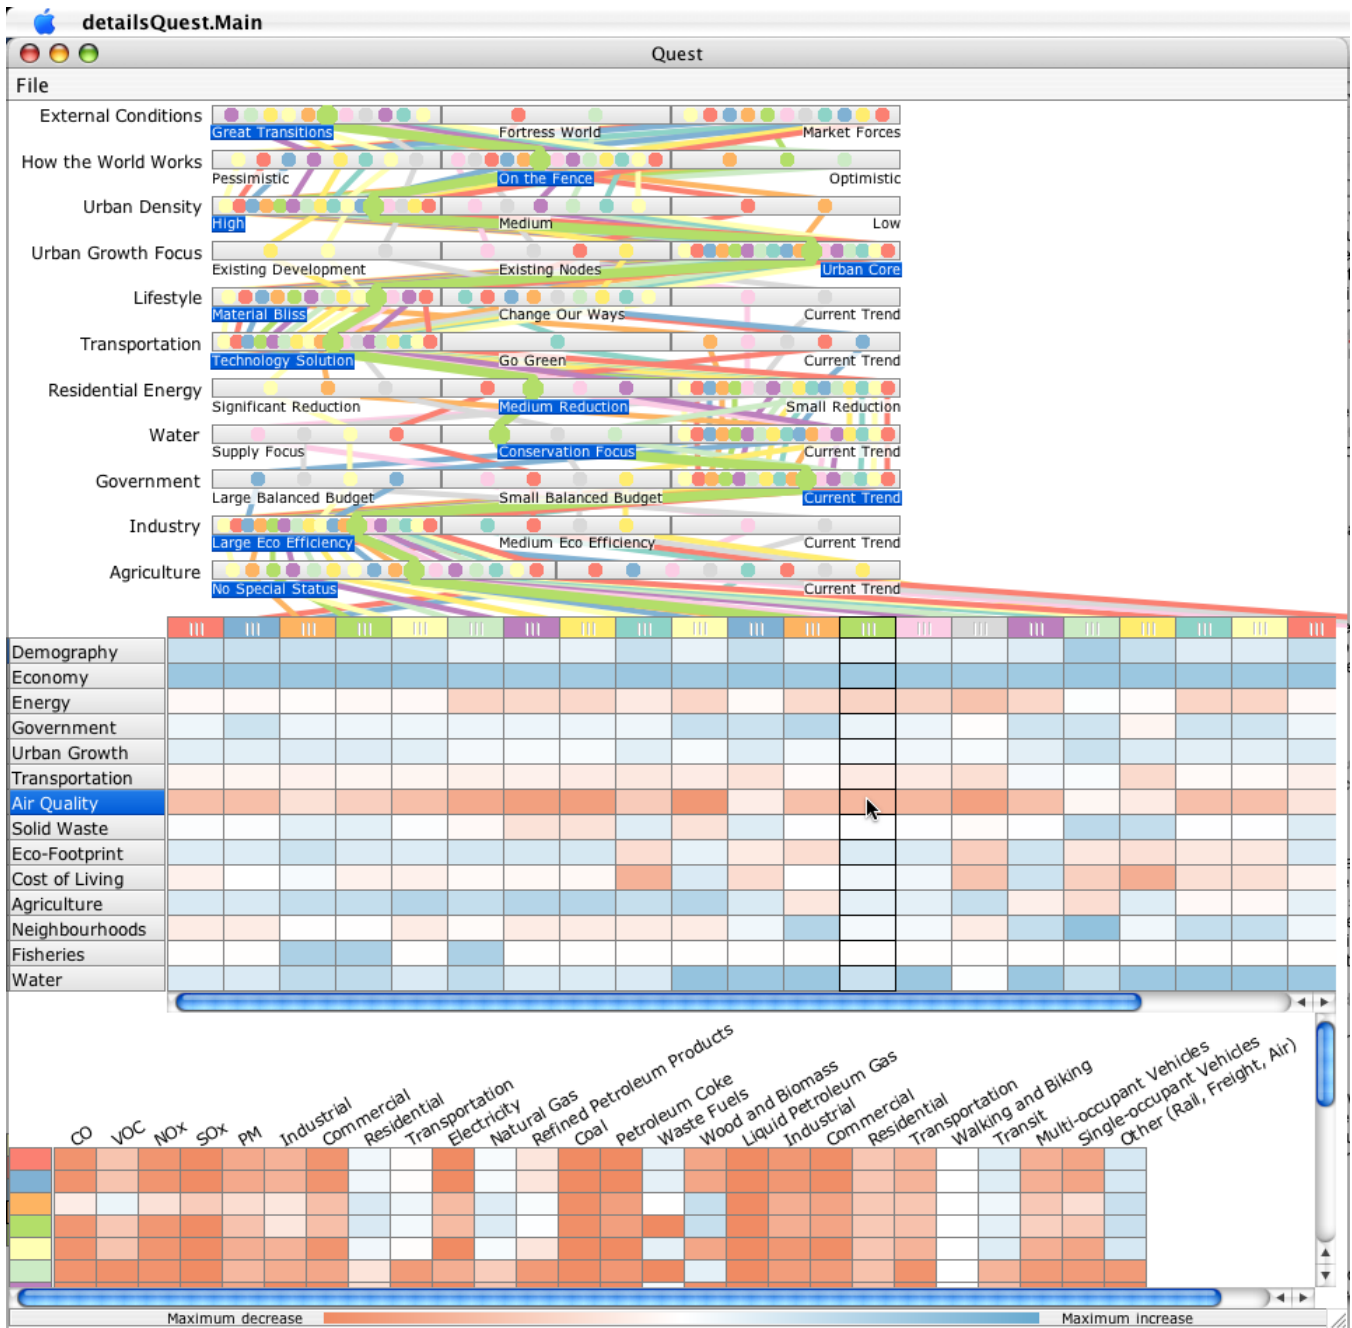 detailsQuest.Main
Quest
File
External Conditions
Great Transitions Fortress World Market Forces
How the World Works
Pessimistic On the Fence Optimistic
Urban Density
High Medium Low
Urban Growth Focus
Existing Development Existing Nodes Urban Core
Lifestyle
Material Bliss Change Our Ways Current Trend
Transportation
Technology Solution Go Green Current Trend
Residential Energy
Significant Reduction Medium Reduction Small Reduction
Water
Supply Focus Conservation Focus Current Trend
Government
Large Balanced Budget Small Balanced Budget Current Trend
Industry
Large Eco Efficiency Medium Eco Efficiency Current Trend
Agriculture
No Special Status Current Trend
Demography
Economy
Energy
Government
Urban Growth
Transportation
Air Quality
Solid Waste
Eco-Footprint
Cost of Living
Agriculture
Neighbourhoods
Fisheries
Water
CO
VOC
NOx
SOx
PM
Industrial
Commercial
Residential
Transportation
Electricity
Natural Gas
Refined Petroleum Products
Coal
Petroleum Coke
Waste Fuels
Wood and Biomass
Liquid Petroleum Gas
Industrial
Commercial
Residential
Transportation
Walking and Biking
Transit
Multi-occupant Vehicles
Single-occupant Vehicles
Other (Rail, Freight, Air)
Maximum decrease Maximum increase